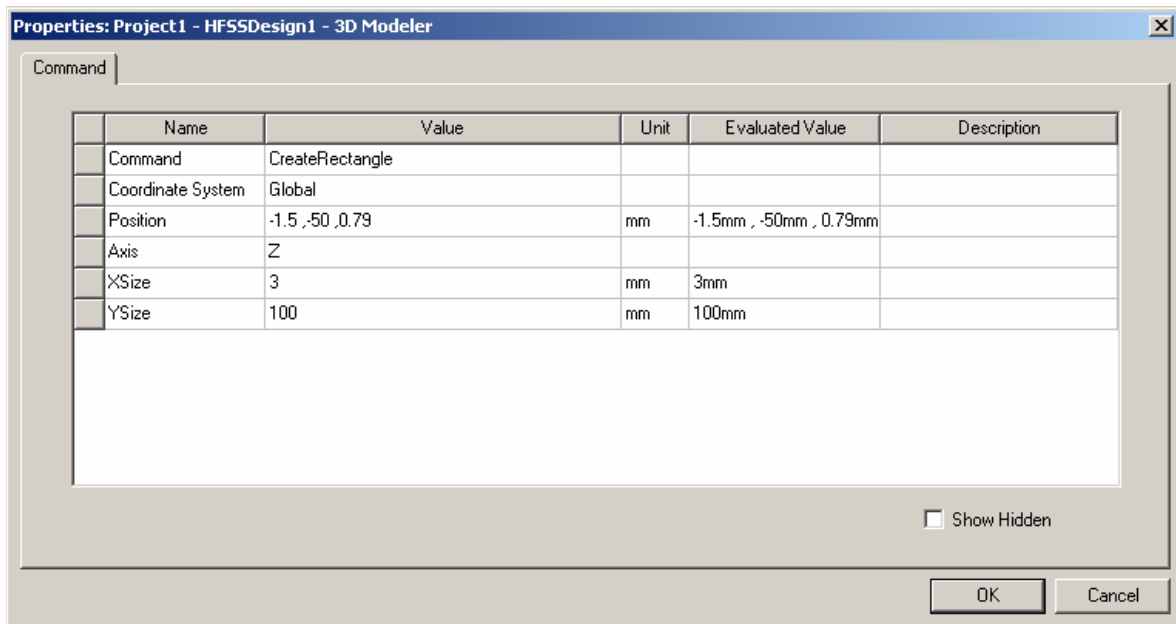 Properties: Project1 - HFSSDesign1 - 3D Modeler
Command
Name Value Unit Evaluated Value Description
Command CreateRectangle
Coordinate System Global
Position -1.5 ,-50 ,0.79 mm -1.5mm , -50mm , 0.79mm
Axis Z
XSize 3 mm 3mm
YSize 100 mm 100mm
Show Hidden
OK Cancel